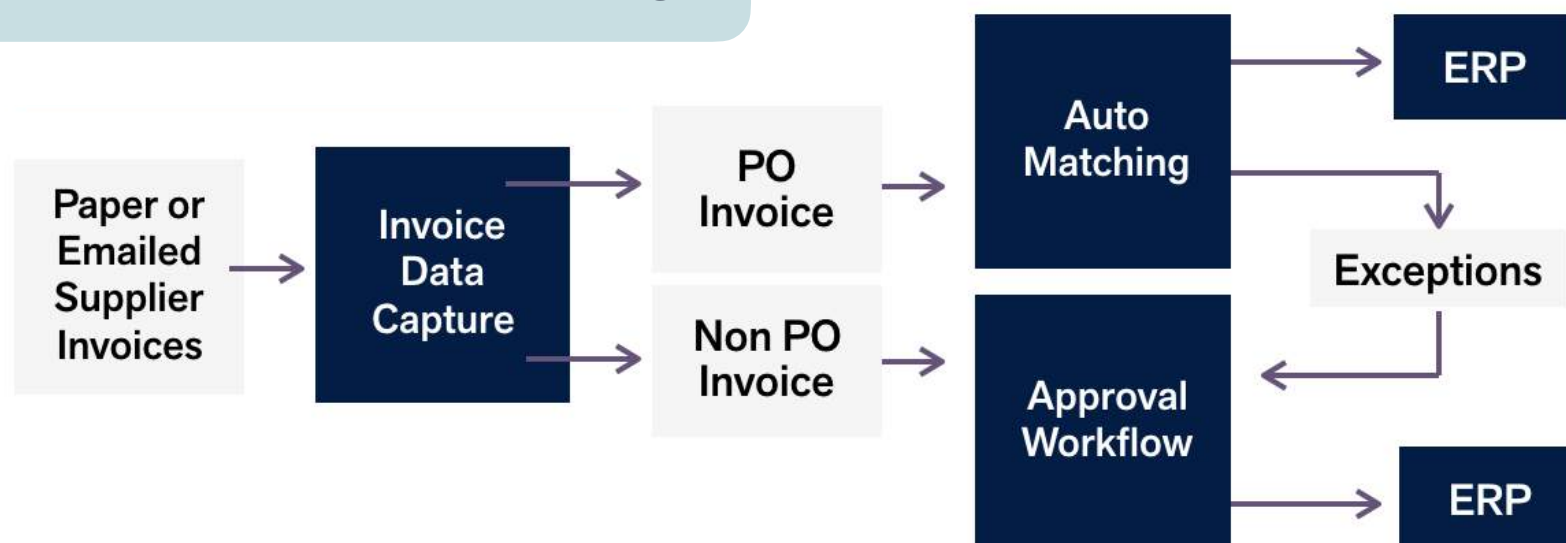 Paper or
Emailed
Supplier
Invoices
Invoice
Data
Capture
PO
Invoice
Non PO
Invoice
Auto
Matching
ERP
Exceptions
Approval
Workflow
ERP